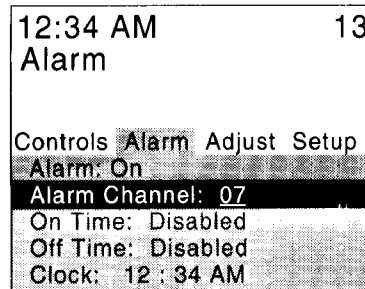 12:34 AM 13
Alarm
Controls Alarm Adjust Setup
Alarm: On
Alarm Channel: 07
On Time: Disabled
Off Time: Disabled
Clock: 12 : 34 AM